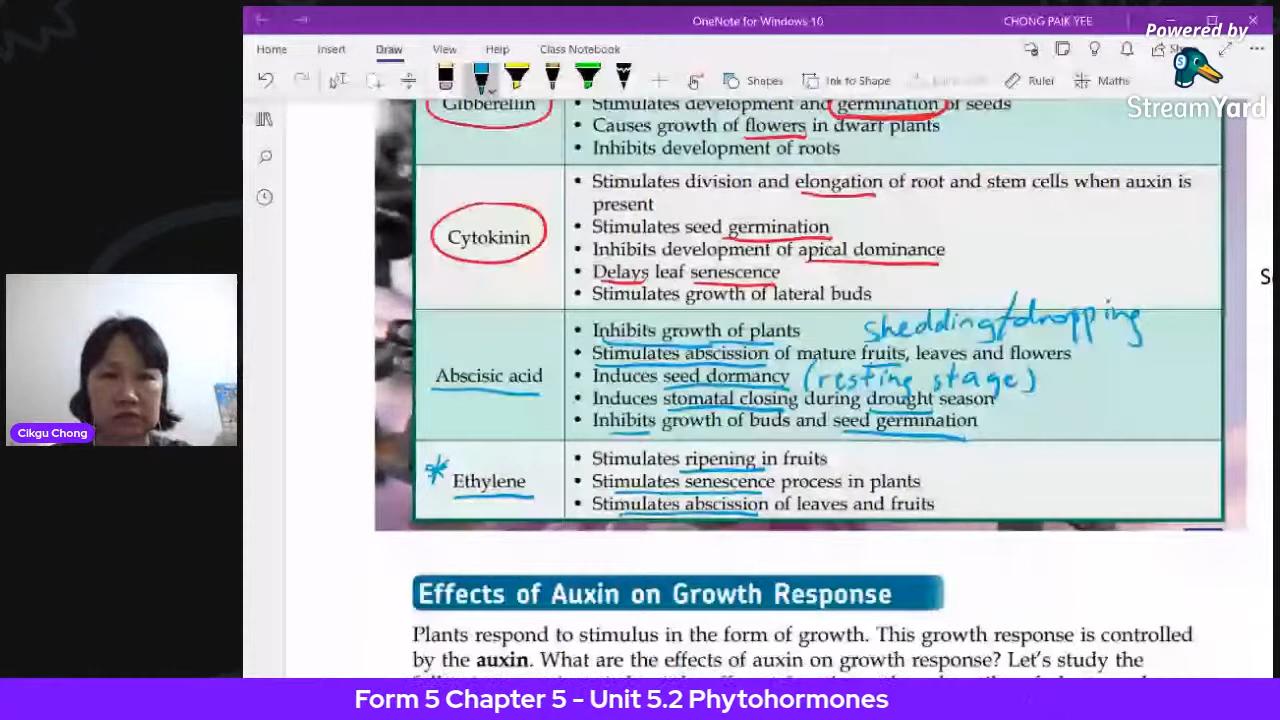 OneNote for Windows 10
CHONG PAIK YEE
Powered by
StreamYard
Home Insert Draw View Help Class Notebook
Shapes Ink to Shape Ruler Maths
Gibberellin
• Stimulates development and germination of seeds
• Causes growth of flowers in dwarf plants
• Inhibits development of roots
Cytokinin
• Stimulates division and elongation of root and stem cells when auxin is
present
• Stimulates seed germination
• Inhibits development of apical dominance
• Delays leaf senescence
• Stimulates growth of lateral buds
Abscisic acid
• Inhibits growth of plants shedding/dropping
• Stimulates abscission of mature fruits, leaves and flowers
• Induces seed dormancy (resting stage)
• Induces stomatal closing during drought season
• Inhibits growth of buds and seed germination
* Ethylene
• Stimulates ripening in fruits
• Stimulates senescence process in plants
• Stimulates abscission of leaves and fruits
Effects of Auxin on Growth Response
Plants respond to stimulus in the form of growth. This growth response is controlled
by the auxin. What are the effects of auxin on growth response? Let's study the
Cikgu Chong
Form 5 Chapter 5 - Unit 5.2 Phytohormones